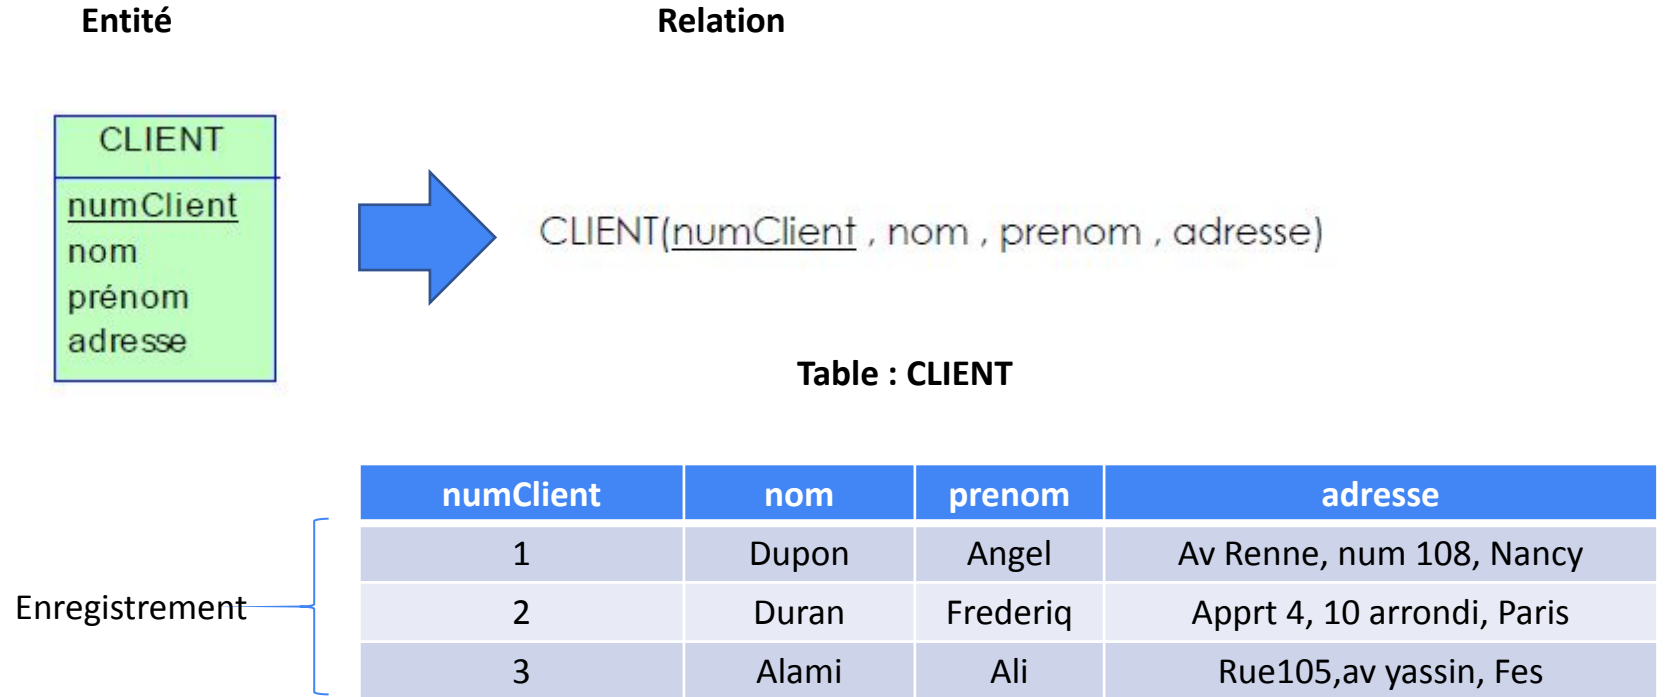 Entité Relation
CLIENT
numClient
nom
prénom
adresse
CLIENT(numClient , nom , prenom , adresse)
Table : CLIENT
numClient nom prenom adresse
1 Dupon Angel Av Renne, num 108, Nancy
Enregistrement
2 Duran Frederiq Apprt 4, 10 arrondi, Paris
3 Alami Ali Rue105,av yassin, Fes